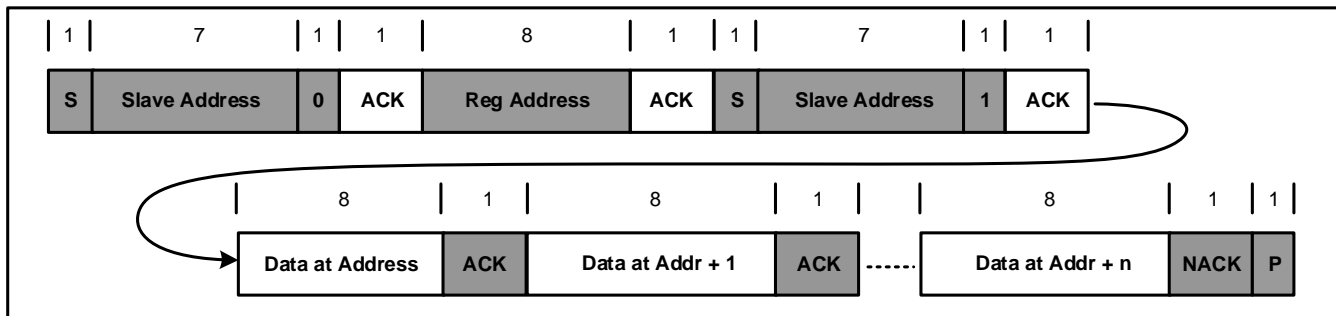 1 7 1 1 8 1 1 7 1 1
S Slave Address 0 ACK Reg Address ACK S Slave Address 1 ACK
8 1 8 1 8 1 1
Data at Address ACK Data at Addr + 1 ACK Data at Addr + n NACK P